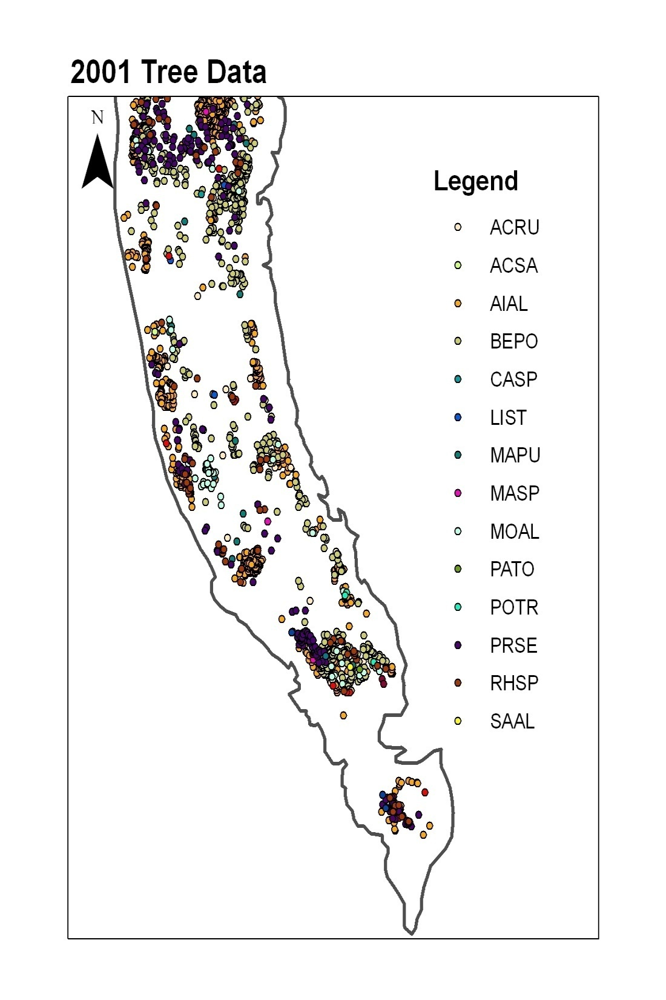 2001 Tree Data
N
Legend
ACRU
ACSA
AIAL
BEPO
CASP
LIST
MAPU
MASP
MOAL
PATO
POTR
PRSE
RHSP
SAAL